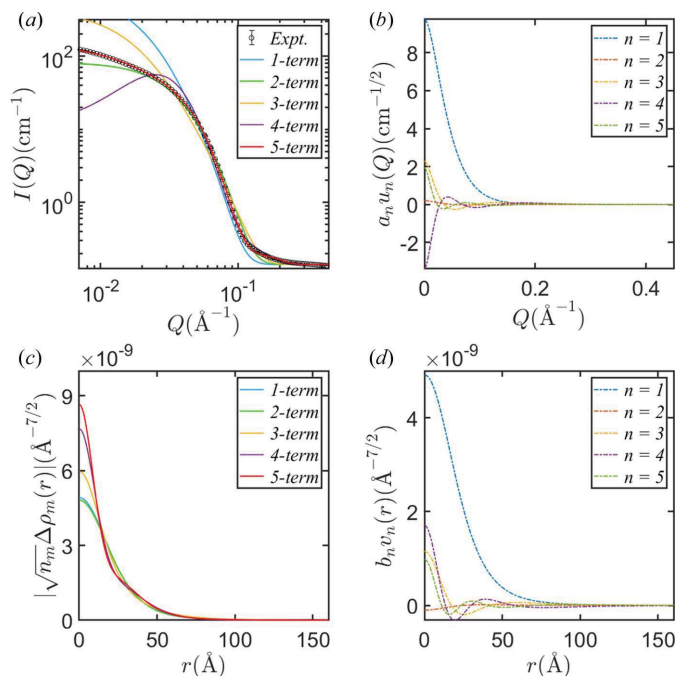 (a)
Expt.
1-term
2-term
3-term
4-term
5-term
10²
10⁰
I(Q)(cm⁻¹)
10⁻² 10⁻¹
Q(Å⁻¹)
(b)
n = 1
n = 2
n = 3
n = 4
n = 5
8
6
4
2
0
-2
aₙuₙ(Q)(cm⁻¹/²)
0 0.2 0.4
Q(Å⁻¹)
(c)
×10⁻⁹
1-term
2-term
3-term
4-term
5-term
9
6
3
0
|√nₘΔρₘ(r)|(Å⁻⁷/²)
0 50 100 150
r(Å)
(d)
×10⁻⁹
n = 1
n = 2
n = 3
n = 4
n = 5
4
2
0
bₙvₙ(r)(Å⁻⁷/²)
0 50 100 150
r(Å)